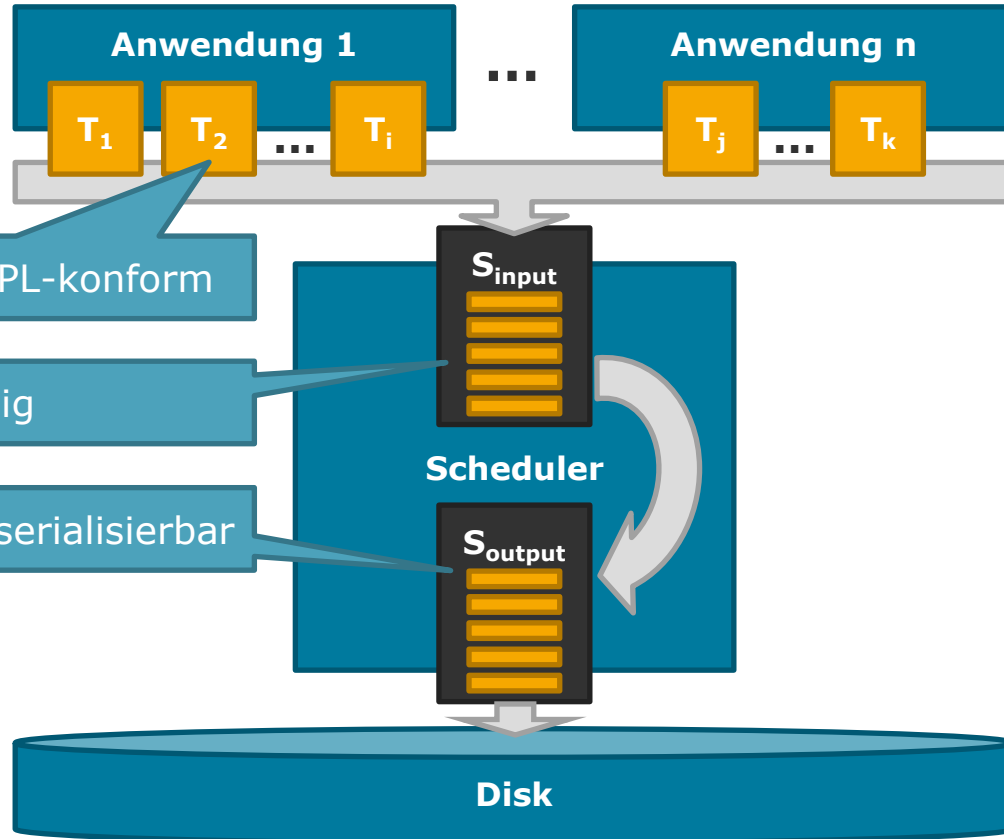 Anwendung 1 ... Anwendung n
T1 T2 ... Ti Tj ... Tk
PL-konform
Sinput
ig
Scheduler
serialisierbar
Soutput
Disk